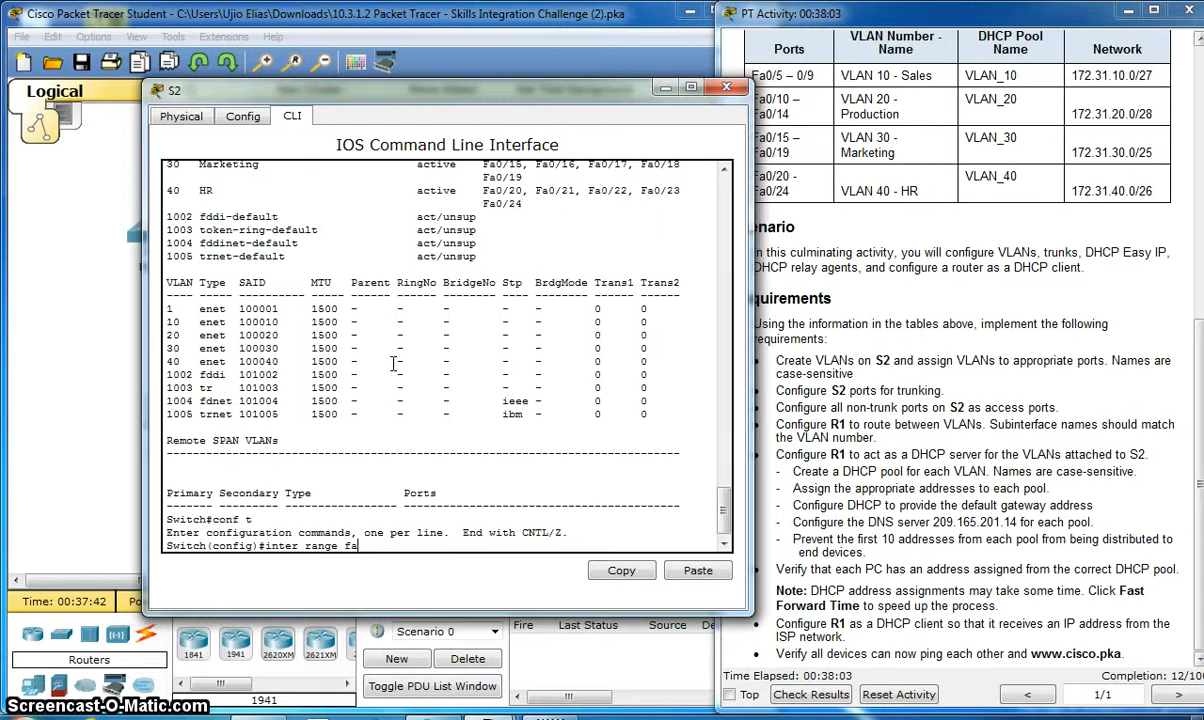 Cisco Packet Tracer Student - C:\Users\Ujio Elias\Downloads\10.3.1.2 Packet Tracer - Skills Integration Challenge (2).pka
File Edit Options View Tools Extensions Help
Logical
S2
Physical Config CLI
IOS Command Line Interface
30 Marketing active Fa0/15, Fa0/16, Fa0/17, Fa0/18
Fa0/19
40 HR active Fa0/20, Fa0/21, Fa0/22, Fa0/23
Fa0/24
1002 fddi-default act/unsup
1003 token-ring-default act/unsup
1004 fddinet-default act/unsup
1005 trnet-default act/unsup
VLAN Type SAID MTU Parent RingNo BridgeNo Stp BrdgMode Trans1 Trans2
---- ----- ---------- ----- ------ ------ -------- ---- -------- ------ ------
1 enet 100001 1500 - - - - - 0 0
10 enet 100010 1500 - - - - - 0 0
20 enet 100020 1500 - - - - - 0 0
30 enet 100030 1500 - - - - - 0 0
40 enet 100040 1500 - - - - - 0 0
1002 fddi 101002 1500 - - - - - 0 0
1003 tr 101003 1500 - - - - - 0 0
1004 fdnet 101004 1500 - - - ieee - 0 0
1005 trnet 101005 1500 - - - ibm - 0 0
Remote SPAN VLANs
------------------------------------------------------------------------------
Primary Secondary Type Ports
------- --------- ----------------- ------------------------------------------
Switch#conf t
Enter configuration commands, one per line. End with CNTL/Z.
Switch(config)#inter range fa
Copy Paste
Time: 00:37:42
Routers
1841 1941 2620XM 2621XM
1941
Scenario 0
New Delete
Toggle PDU List Window
Fire Last Status Source
Screencast-O-Matic.com
PT Activity: 00:38:03
Ports VLAN Number - Name DHCP Pool Name Network
Fa0/5 – 0/9 VLAN 10 - Sales VLAN_10 172.31.10.0/27
Fa0/10 – Fa0/14 VLAN 20 - Production VLAN_20 172.31.20.0/28
Fa0/15 – Fa0/19 VLAN 30 - Marketing VLAN_30 172.31.30.0/25
Fa0/20 - Fa0/24 VLAN 40 - HR VLAN_40 172.31.40.0/26
enario
In this culminating activity, you will configure VLANs, trunks, DHCP Easy IP,
DHCP relay agents, and configure a router as a DHCP client.
quirements
Using the information in the tables above, implement the following
requirements:
• Create VLANs on S2 and assign VLANs to appropriate ports. Names are
case-sensitive
• Configure S2 ports for trunking.
• Configure all non-trunk ports on S2 as access ports.
• Configure R1 to route between VLANs. Subinterface names should match
the VLAN number.
• Configure R1 to act as a DHCP server for the VLANs attached to S2.
- Create a DHCP pool for each VLAN. Names are case-sensitive.
- Assign the appropriate addresses to each pool.
- Configure DHCP to provide the default gateway address
- Configure the DNS server 209.165.201.14 for each pool.
- Prevent the first 10 addresses from each pool from being distributed to
end devices.
• Verify that each PC has an address assigned from the correct DHCP pool.
Note: DHCP address assignments may take some time. Click Fast
Forward Time to speed up the process.
• Configure R1 as a DHCP client so that it receives an IP address from the
ISP network.
• Verify all devices can now ping each other and www.cisco.pka.
Time Elapsed: 00:38:03 Completion: 12/100
Top Check Results Reset Activity < 1/1 >